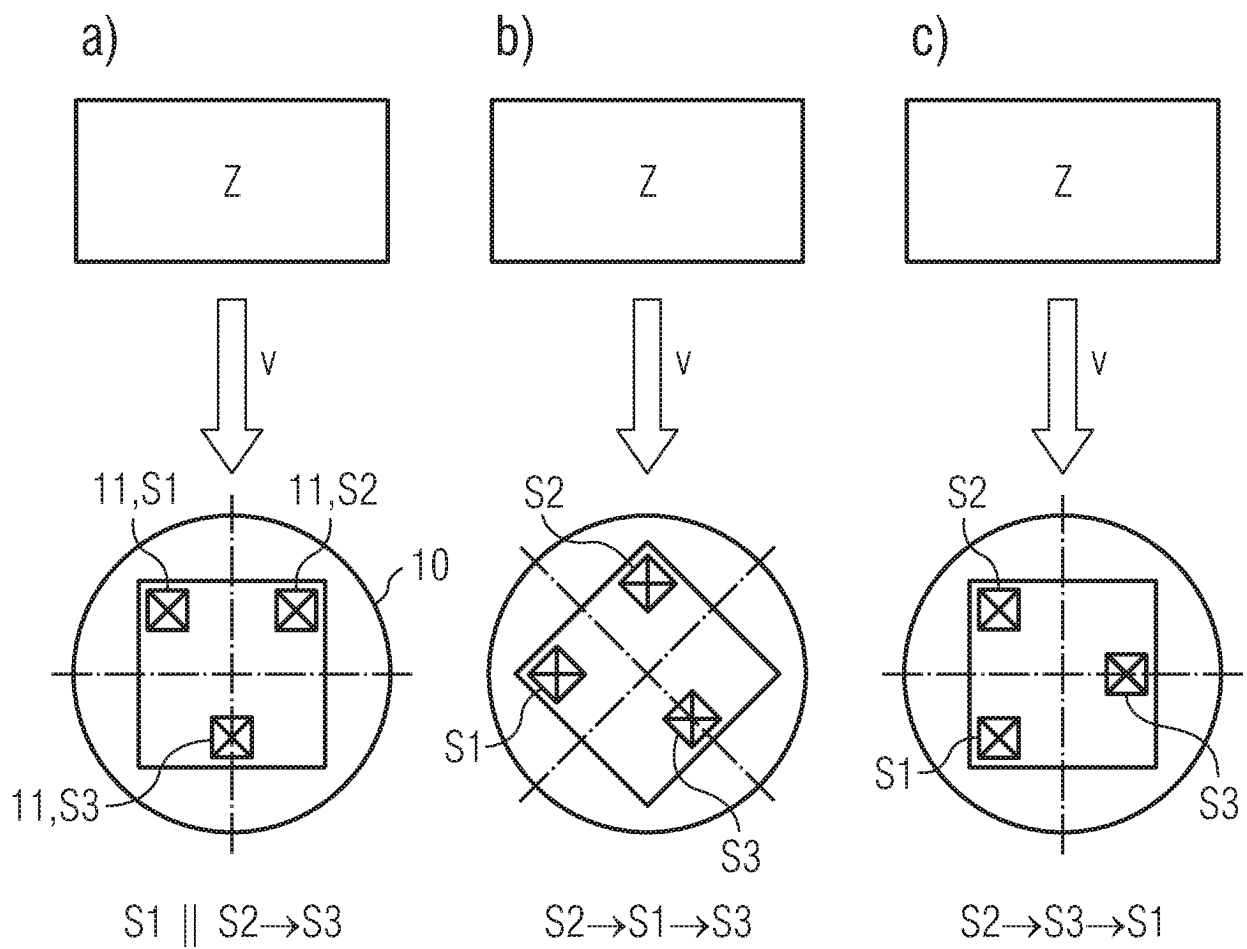 a) b) c)
Z Z Z
v v v
11,S1 11,S2 S2 S2
10
S1 S1
11,S3 S3 S3
S1 || S2→S3 S2→S1→S3 S2→S3→S1